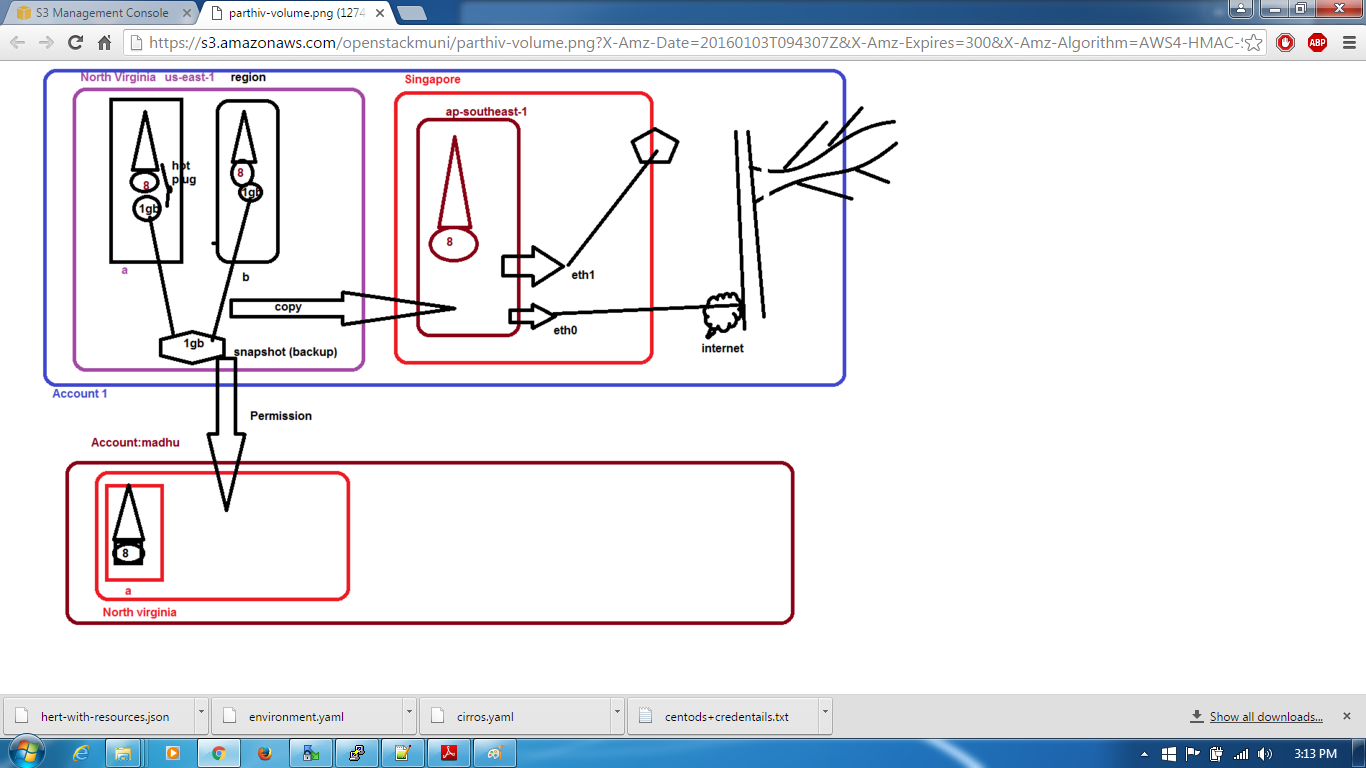 S3 Management Console
parthiv-volume.png (1274
https://s3.amazonaws.com/openstackmuni/parthiv-volume.png?X-Amz-Date=20160103T094307Z&X-Amz-Expires=300&X-Amz-Algorithm=AWS4-HMAC-S
ABP
North Virginia us-east-1 region
Singapore
ap-southeast-1
hot
plug
8
1gb
8
1gb
8
a
b
eth1
copy
eth0
1gb
snapshot (backup)
internet
Account 1
Permission
Account:madhu
8
a
North virginia
hert-with-resources.json
environment.yaml
cirros.yaml
centods+credentails.txt
Show all downloads...
3:13 PM